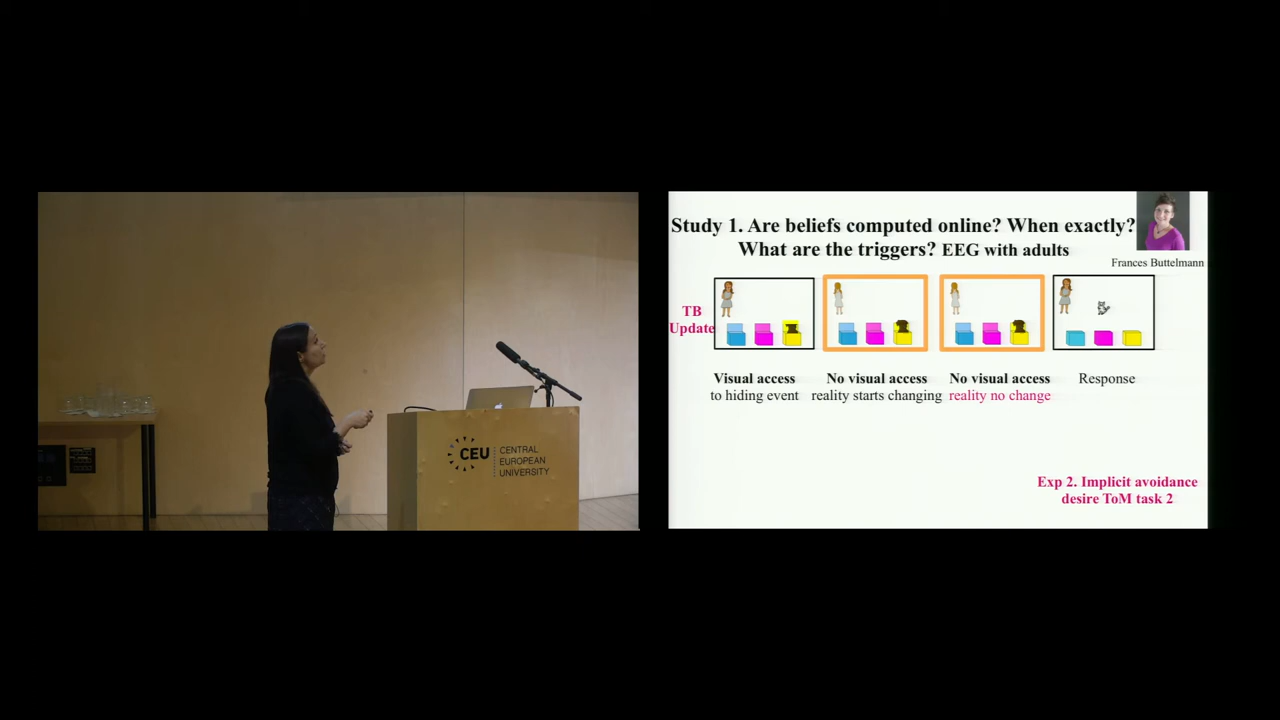 CEU
CENTRAL
EUROPEAN
UNIVERSITY
Study 1. Are beliefs computed online? When exactly?
What are the triggers? EEG with adults
Frances Buttelmann
TB
Update
Visual access
to hiding event
No visual access
reality starts changing
No visual access
reality no change
Response
Exp 2. Implicit avoidance
desire ToM task 2